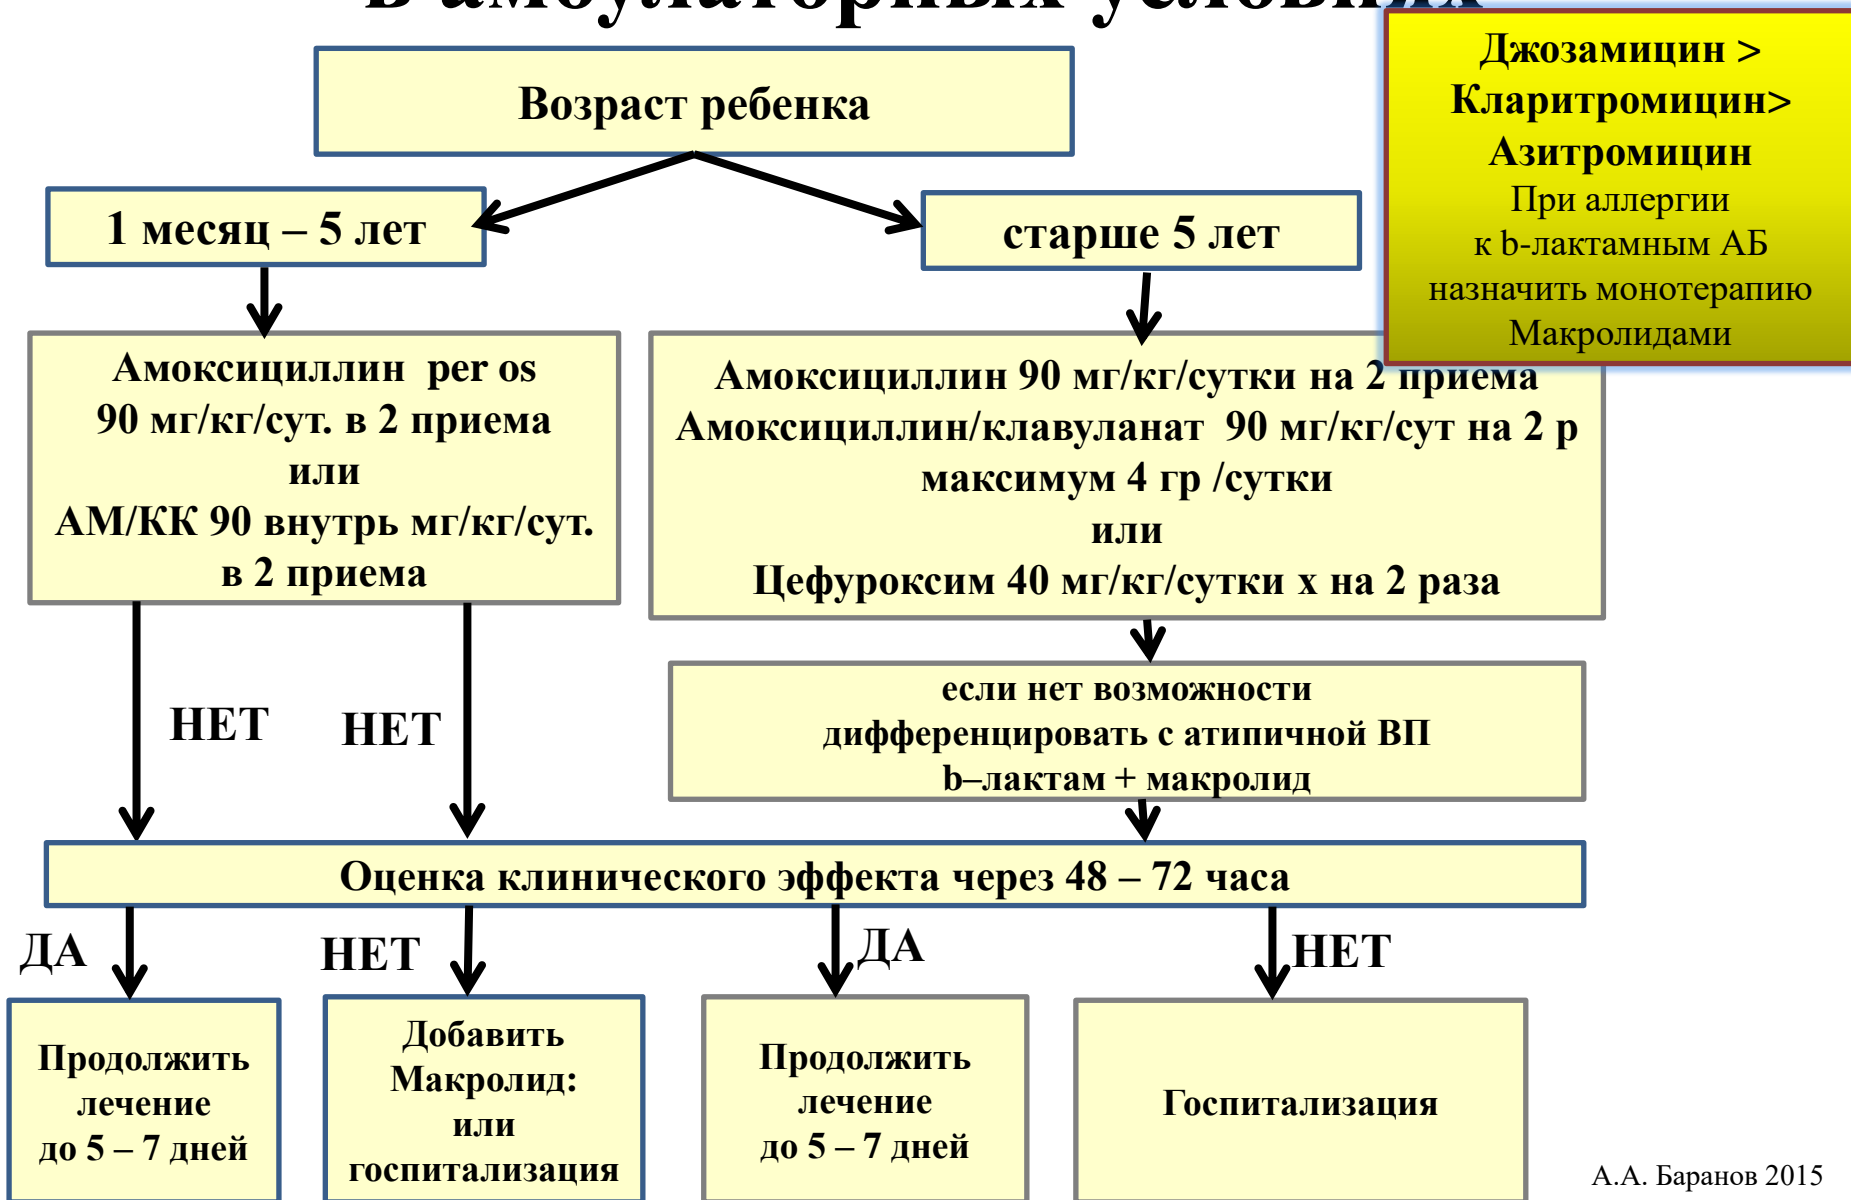 в амбулаторных условиях
Джозамицин >
Кларитромицин>
Азитромицин
При аллергии
к b-лактамным АБ
назначить монотерапию
Макролидами
Возраст ребенка
1 месяц – 5 лет
старше 5 лет
Амоксициллин per os
90 мг/кг/сут. в 2 приема
или
АМ/КК 90 внутрь мг/кг/сут.
в 2 приема
Амоксициллин 90 мг/кг/сутки на 2 приема
Амоксициллин/клавуланат 90 мг/кг/сут на 2 р
максимум 4 гр /сутки
или
Цефуроксим 40 мг/кг/сутки х на 2 раза
НЕТ
НЕТ
если нет возможности
дифференцировать с атипичной ВП
b–лактам + макролид
Оценка клинического эффекта через 48 – 72 часа
ДА
НЕТ
ДА
НЕТ
Продолжить
лечение
до 5 – 7 дней
Добавить
Макролид:
или
госпитализация
Продолжить
лечение
до 5 – 7 дней
Госпитализация
А.А. Баранов 2015